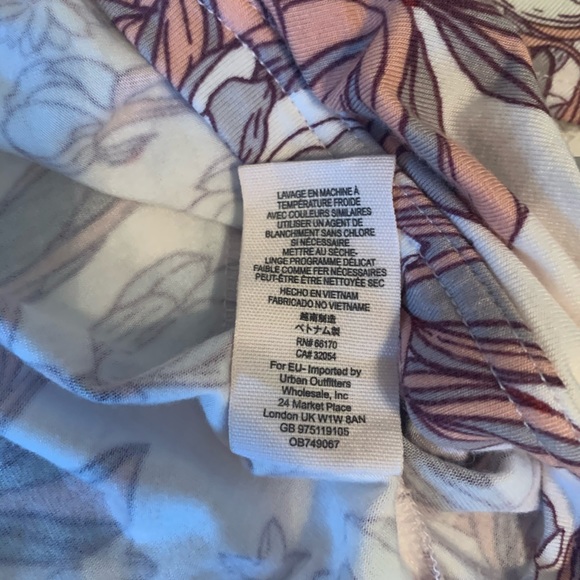 LAVAGE EN MACHINE À
TEMPÉRATURE FROIDE
AVEC COULEURS SIMILAIRES
UTILISER UN AGENT DE
BLANCHIMENT SANS CHLORE
SI NÉCESSAIRE
METTRE AU SÈCHE-
LINGE PROGRAMME DÉLICAT
FAIBLE COMME FER NÉCESSAIRES
PEUT-ÊTRE ÊTRE NETTOYÉE SEC
HECHO EN VIETNAM
FABRICADO NO VIETNAME
越南製造
ベトナム製
RN# 66170
CA# 32054
For EU- Imported by
Urban Outfitters
Wholesale, Inc
24 Market Place
London UK W1W 8AN
GB 975119105
OB749067